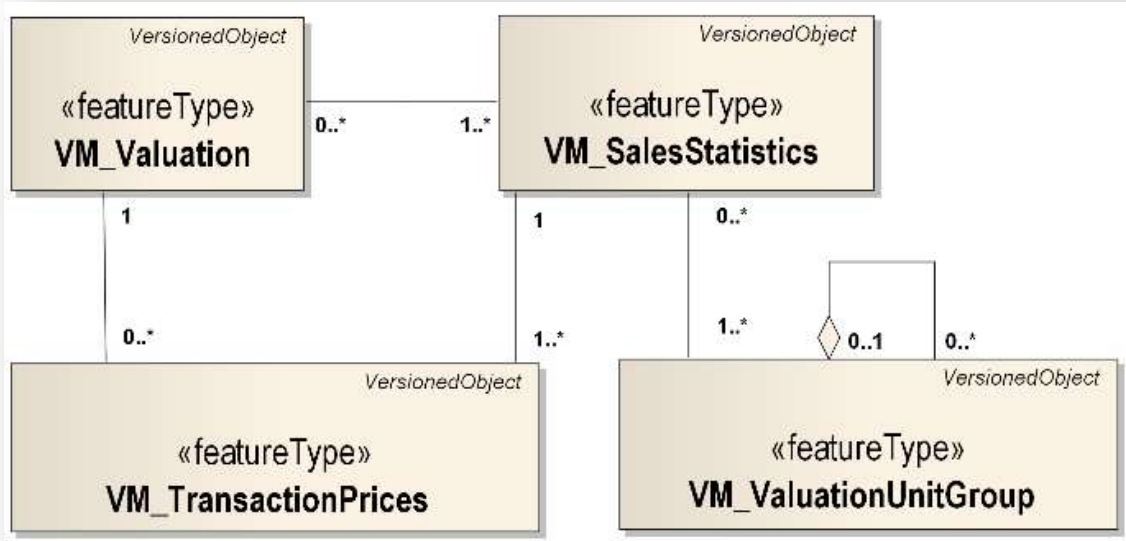 VersionedObject
«featureType»
VM_Valuation
VersionedObject
«featureType»
VM_SalesStatistics
0..*
1..*
1
0..*
1
1..*
0..*
1..*
0..1
0..*
VersionedObject
«featureType»
VM_TransactionPrices
VersionedObject
«featureType»
VM_ValuationUnitGroup